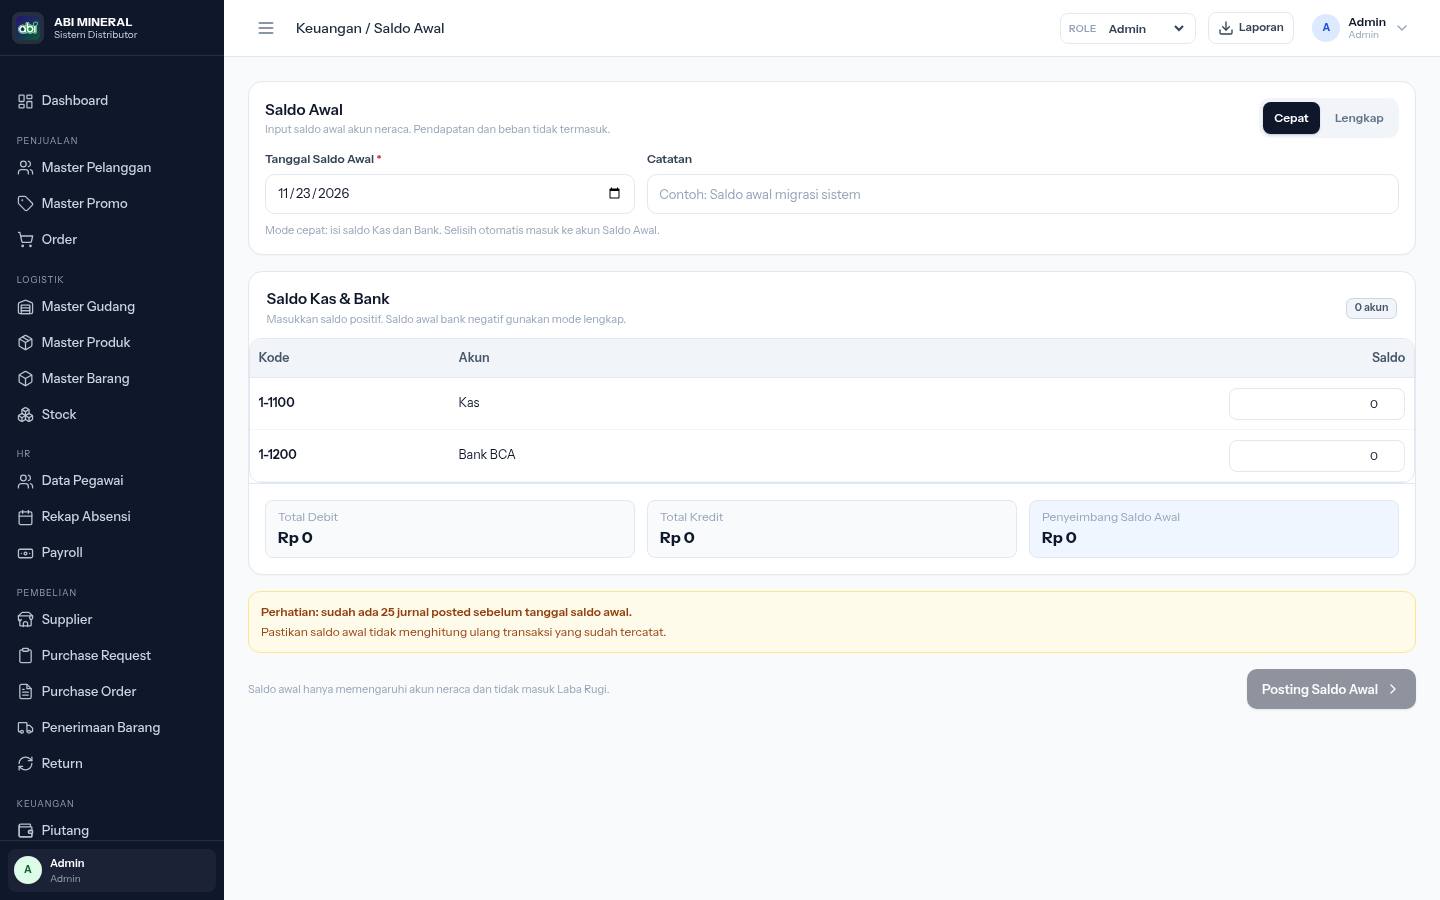 abi
ABI MINERAL
Sistem Distributor
Dashboard
PENJUALAN
Master Pelanggan
Master Promo
Order
LOGISTIK
Master Gudang
Master Produk
Master Barang
Stock
HR
Data Pegawai
Rekap Absensi
Payroll
PEMBELIAN
Supplier
Purchase Request
Purchase Order
Penerimaan Barang
Return
KEUANGAN
Piutang
A
Admin
Admin
Keuangan / Saldo Awal
ROLE Admin
Laporan
A
Admin
Admin
Saldo Awal
Input saldo awal akun neraca. Pendapatan dan beban tidak termasuk.
Cepat Lengkap
Tanggal Saldo Awal * Catatan
11/23/2026 Contoh: Saldo awal migrasi sistem
Mode cepat: isi saldo Kas dan Bank. Selisih otomatis masuk ke akun Saldo Awal.
Saldo Kas & Bank
Masukkan saldo positif. Saldo awal bank negatif gunakan mode lengkap.
0 akun
Kode Akun Saldo
1-1100 Kas 0
1-1200 Bank BCA 0
Total Debit Total Kredit Penyeimbang Saldo Awal
Rp 0 Rp 0 Rp 0
Perhatian: sudah ada 25 jurnal posted sebelum tanggal saldo awal.
Pastikan saldo awal tidak menghitung ulang transaksi yang sudah tercatat.
Saldo awal hanya memengaruhi akun neraca dan tidak masuk Laba Rugi.
Posting Saldo Awal